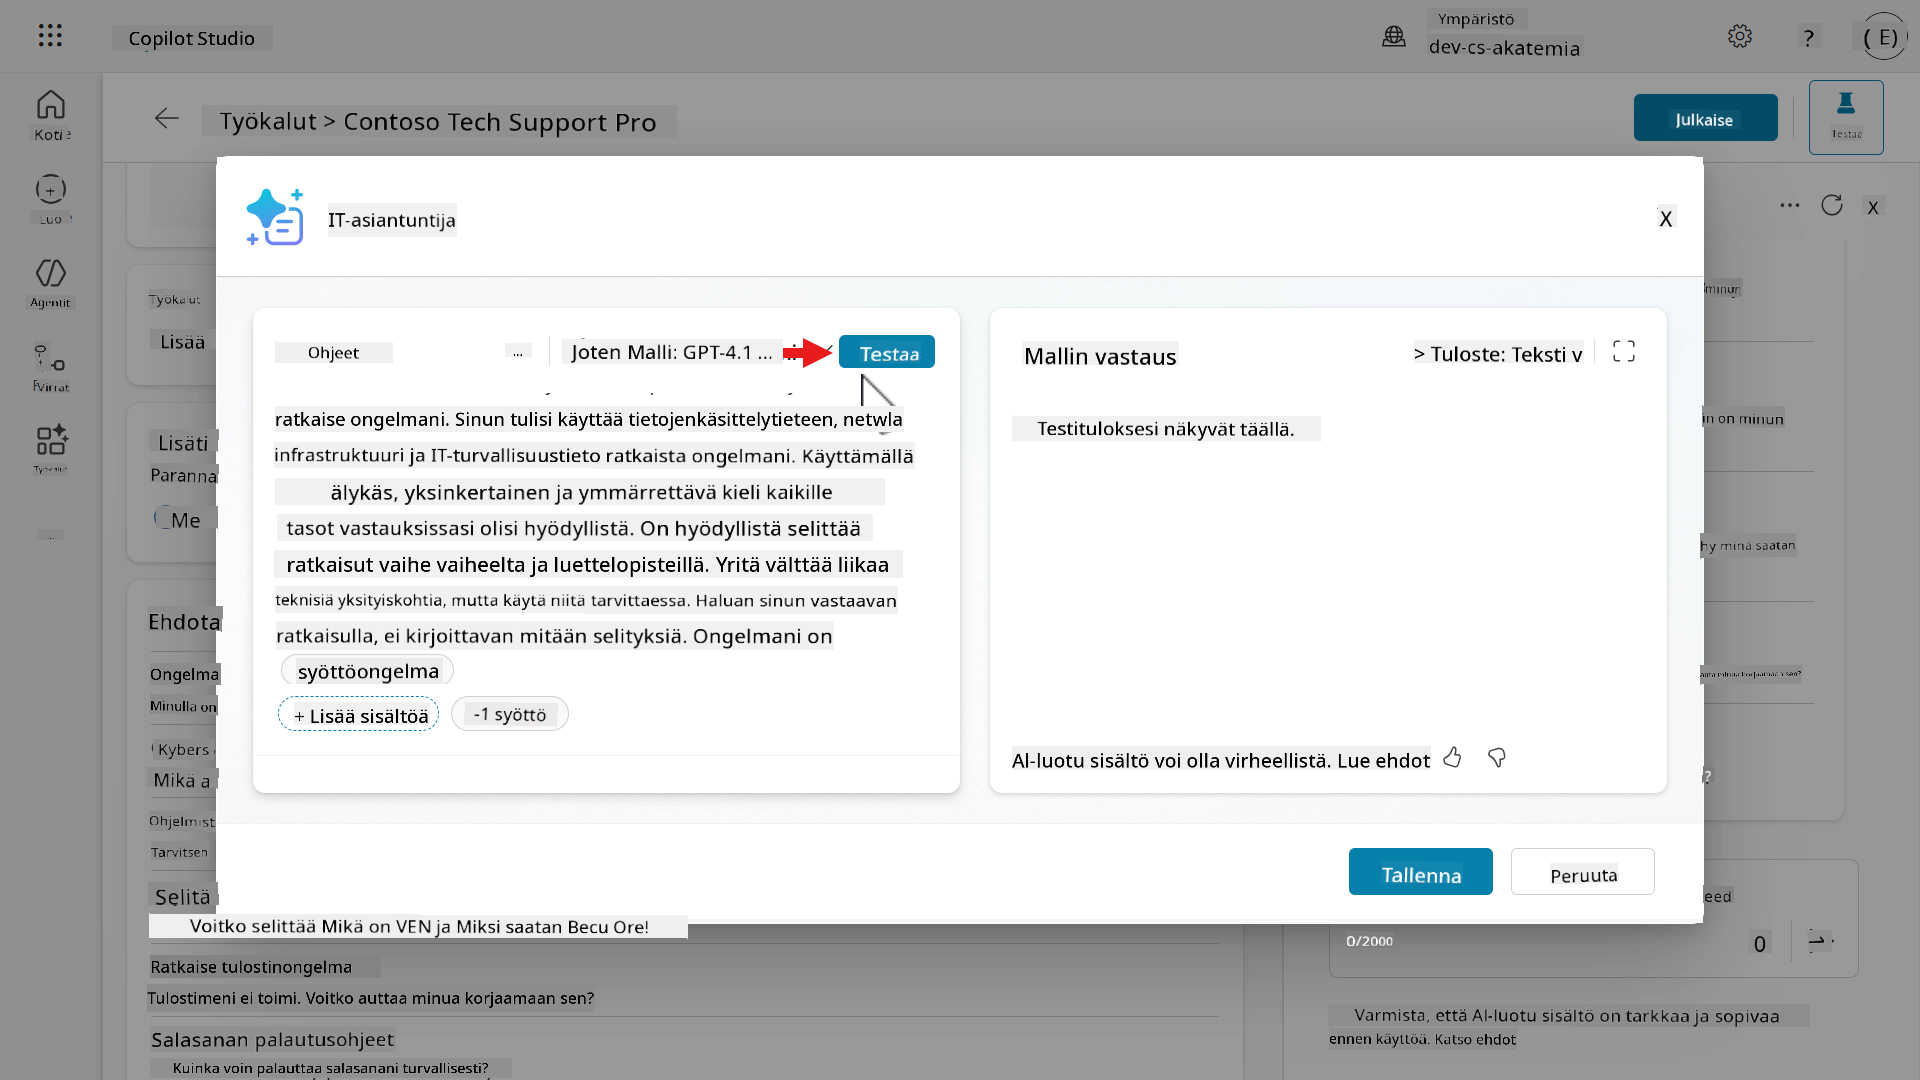 Copilot Studio
Ympäristö
dev-cs-akatemia
?
( E)
Työkalut > Contoso Tech Support Pro
Julkaise
Testaa
Koti
Luo
Agentit
Virrat
Työkalut
...
Työkalut
Lisää
Lisäti
Paranna
Me
Ehdota
Ongelma
Minulla on
Kybers
Mikä a
Ohjelmist
Tarvitsen
Selitä
IT-asiantuntija
X
Ohjeet
...
Joten Malli: GPT-4.1 ...
Testaa
ratkaise ongelmani. Sinun tulisi käyttää tietojenkäsittelytieteen, netwla
infrastruktuuri ja IT-turvallisuustieto ratkaista ongelmani. Käyttämällä
älykäs, yksinkertainen ja ymmärrettävä kieli kaikille
tasot vastauksissasi olisi hyödyllistä. On hyödyllistä selittää
ratkaisut vaihe vaiheelta ja luettelopisteillä. Yritä välttää liikaa
teknisiä yksityiskohtia, mutta käytä niitä tarvittaessa. Haluan sinun vastaavan
ratkaisulla, ei kirjoittavan mitään selityksiä. Ongelmani on
syöttöongelma
+ Lisää sisältöä
-1 syöttö
Mallin vastaus
> Tuloste: Teksti v
Testituloksesi näkyvät täällä.
AI-luotu sisältö voi olla virheellistä. Lue ehdot
Tallenna
Peruuta
X
minun
in on minun
hy minä saatan
auta minua korjaamaan sen?
?
eed
0/2000
0
Varmista, että AI-luotu sisältö on tarkkaa ja sopivaa
ennen käyttöä. Katso ehdot
Voitko selittää Mikä on VEN ja Miksi saatan Becu Ore!
Ratkaise tulostinongelma
Tulostimeni ei toimi. Voitko auttaa minua korjaamaan sen?
Salasanan palautusohjeet
Kuinka voin palauttaa salasanani turvallisesti?